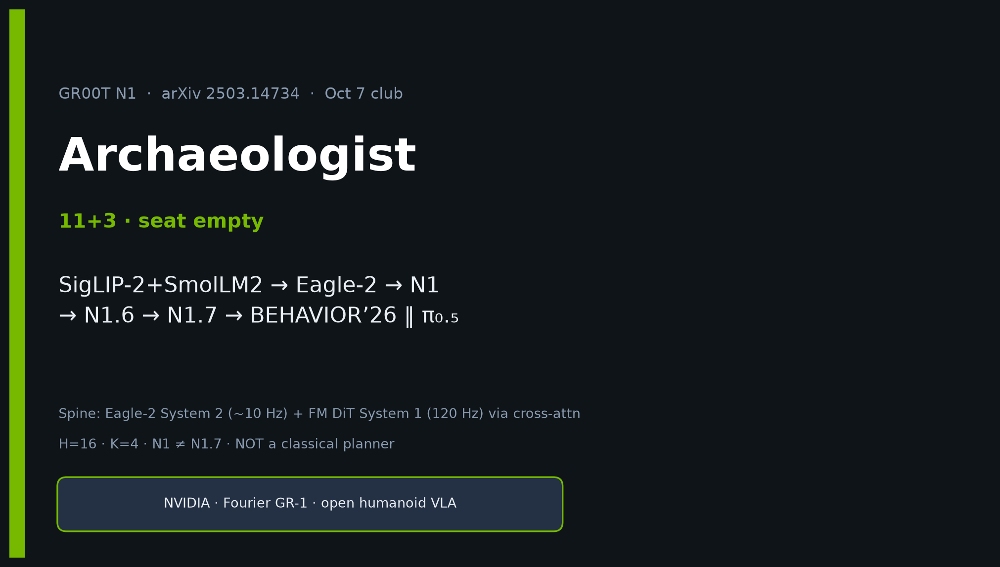 GR00T N1 · arXiv 2503.14734 · Oct 7 club
Archaeologist
11+3 · seat empty
SigLIP-2+SmolLM2 → Eagle-2 → N1
→ N1.6 → N1.7 → BEHAVIOR’26 ∥ π₀.₅
Spine: Eagle-2 System 2 (~10 Hz) + FM DiT System 1 (120 Hz) via cross-attn
H=16 · K=4 · N1 ≠ N1.7 · NOT a classical planner
NVIDIA · Fourier GR-1 · open humanoid VLA